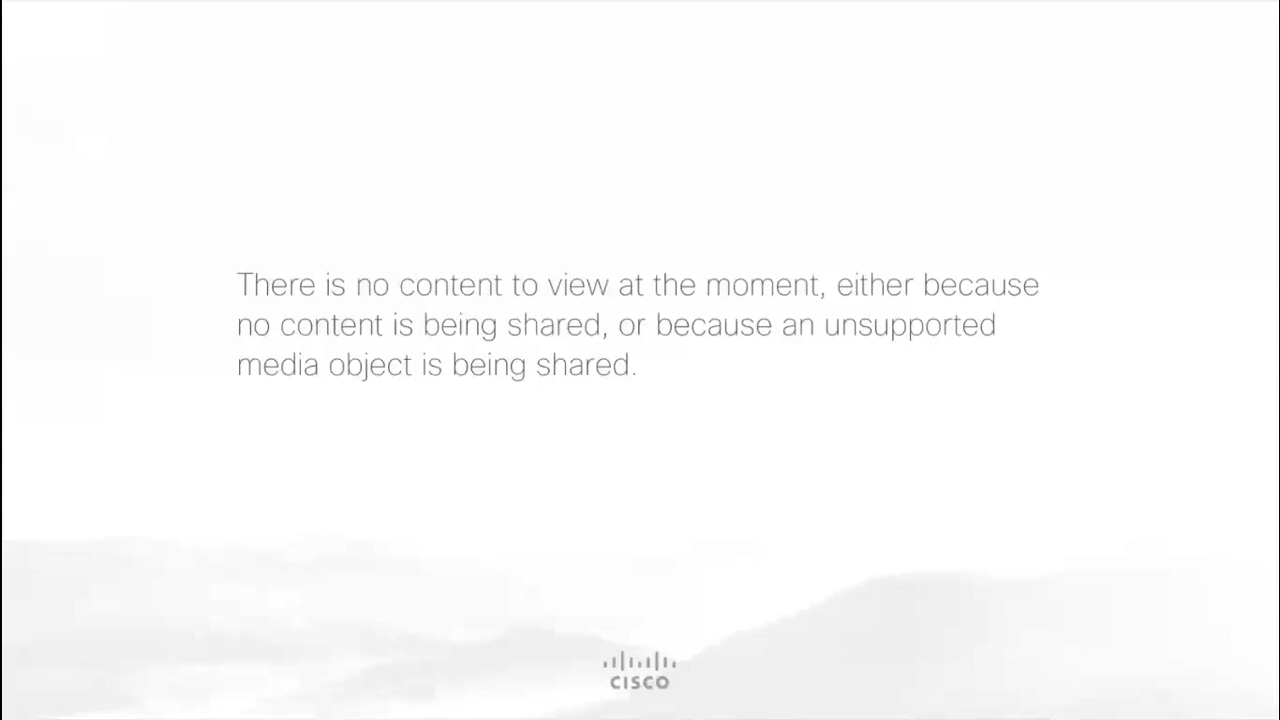 There is no content to view at the moment, either because
no content is being shared, or because an unsupported
media object is being shared.
CISCO